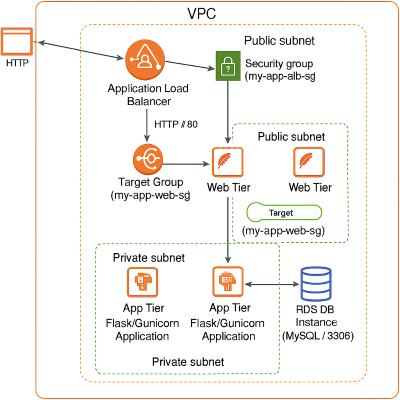 VPC
HTTP
Public subnet
Application Load
Balancer
Security group
(my-app-alb-sg
HTTP // 80
Target Group
(my-app-web-sg)
Web Tier
Public subnet
Web Tier
Target
(my-app-web-sg)
Private subnet
App Tier
Flask/Gunicorn
Application
App Tier
Flask/Gunicorn
Application
RDS DB
Instance
(MySQL / 3306)
Private subnet